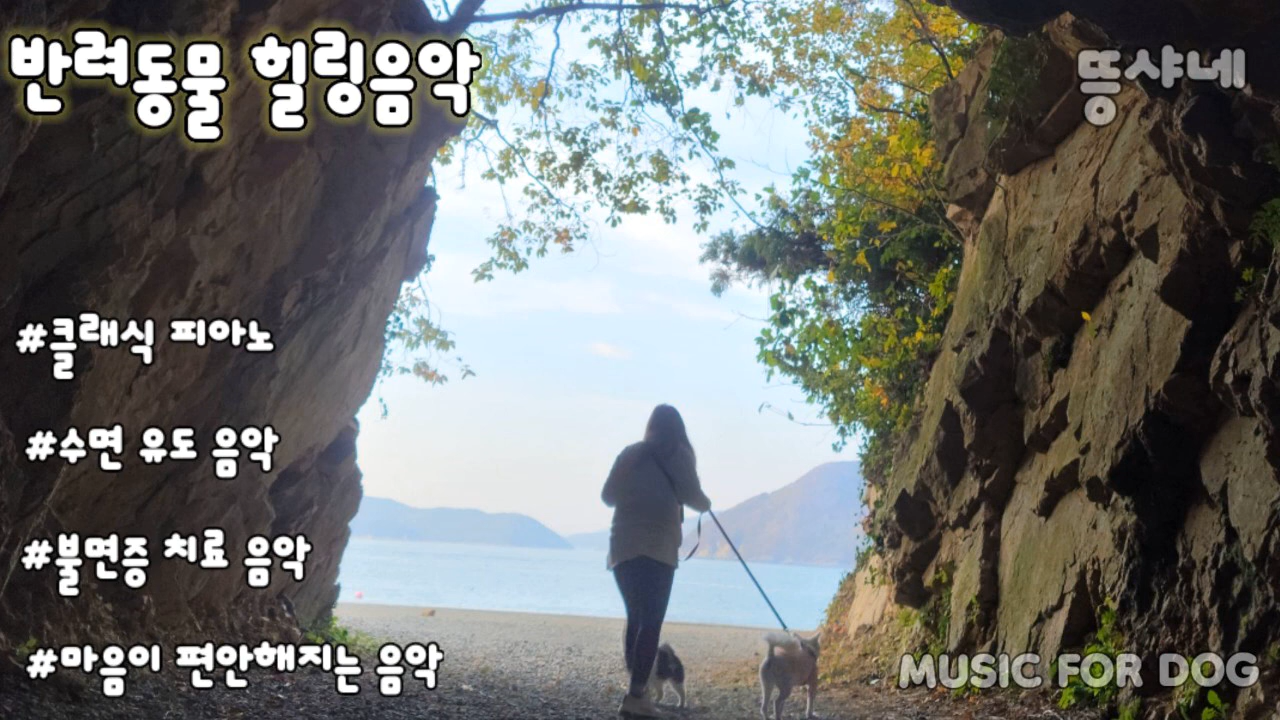 반려동물 힐링음악
뜽샤네
#클래식 피아노
#수면 유도 음악
#불면증 치료 음악
#마음이 편안해지는 음악
MUSIC FOR DOG